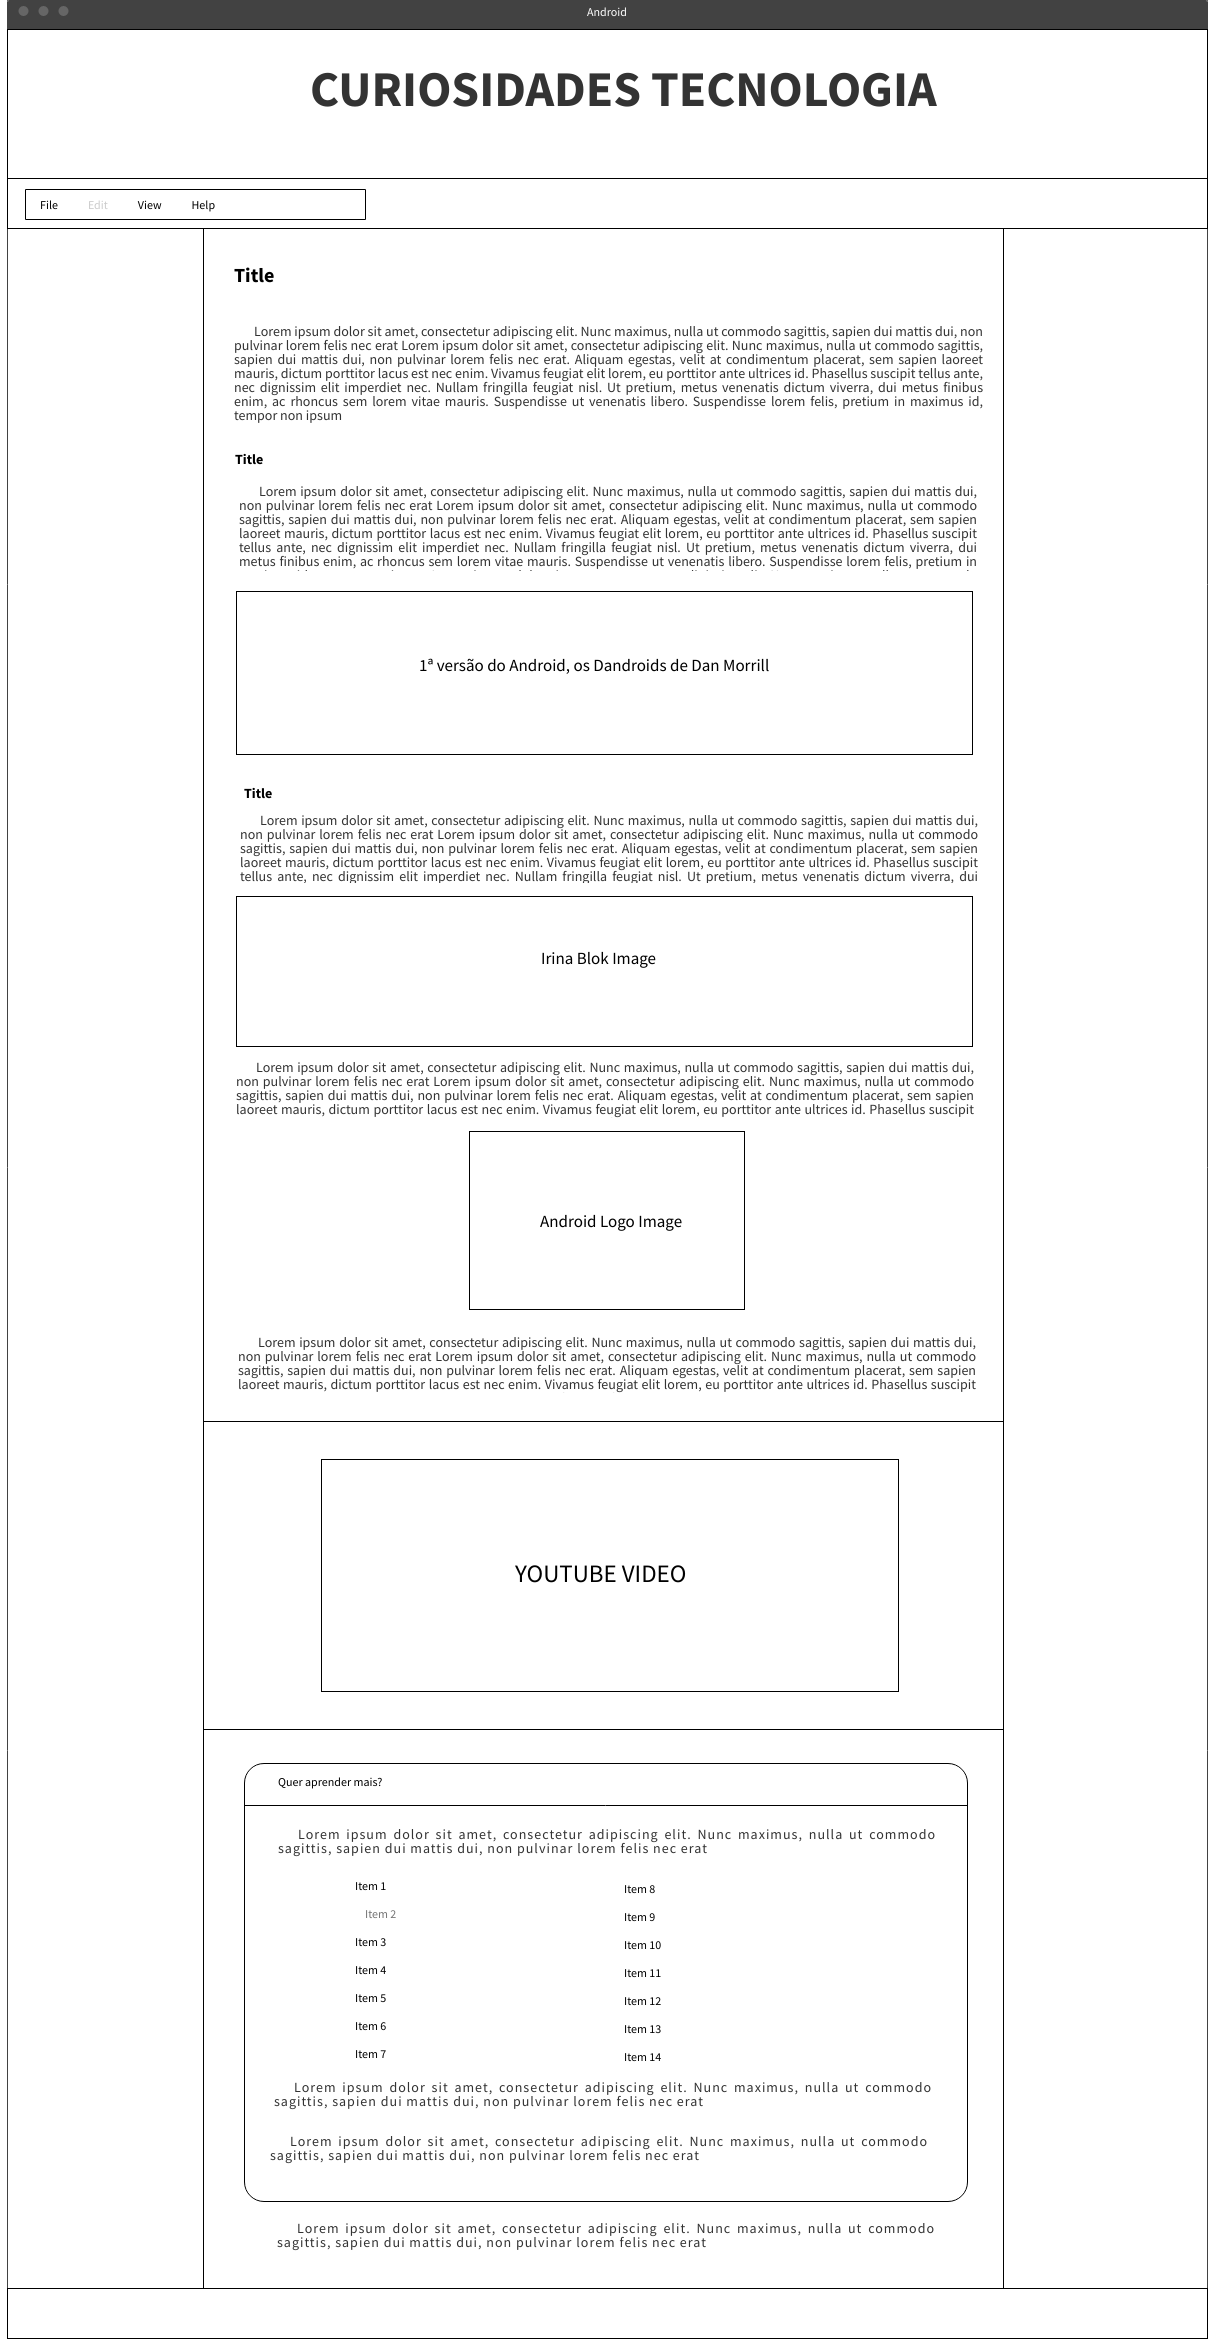 Android
CURIOSIDADES TECNOLOGIA
File Edit View Help
Title
Lorem ipsum dolor sit amet, consectetur adipiscing elit. Nunc maximus, nulla ut commodo sagittis, sapien dui mattis dui, non
pulvinar lorem felis nec erat Lorem ipsum dolor sit amet, consectetur adipiscing elit. Nunc maximus, nulla ut commodo sagittis,
sapien dui mattis dui, non pulvinar lorem felis nec erat. Aliquam egestas, velit at condimentum placerat, sem sapien laoreet
mauris, dictum porttitor lacus est nec enim. Vivamus feugiat elit lorem, eu porttitor ante ultrices id. Phasellus suscipit tellus ante,
nec dignissim elit imperdiet nec. Nullam fringilla feugiat nisl. Ut pretium, metus venenatis dictum viverra, dui metus finibus
enim, ac rhoncus sem lorem vitae mauris. Suspendisse ut venenatis libero. Suspendisse lorem felis, pretium in maximus id,
tempor non ipsum
Title
Lorem ipsum dolor sit amet, consectetur adipiscing elit. Nunc maximus, nulla ut commodo sagittis, sapien dui mattis dui,
non pulvinar lorem felis nec erat Lorem ipsum dolor sit amet, consectetur adipiscing elit. Nunc maximus, nulla ut commodo
sagittis, sapien dui mattis dui, non pulvinar lorem felis nec erat. Aliquam egestas, velit at condimentum placerat, sem sapien
laoreet mauris, dictum porttitor lacus est nec enim. Vivamus feugiat elit lorem, eu porttitor ante ultrices id. Phasellus suscipit
tellus ante, nec dignissim elit imperdiet nec. Nullam fringilla feugiat nisl. Ut pretium, metus venenatis dictum viverra, dui
metus finibus enim, ac rhoncus sem lorem vitae mauris. Suspendisse ut venenatis libero. Suspendisse lorem felis, pretium in
1ª versão do Android, os Dandroids de Dan Morrill
Title
Lorem ipsum dolor sit amet, consectetur adipiscing elit. Nunc maximus, nulla ut commodo sagittis, sapien dui mattis dui,
non pulvinar lorem felis nec erat Lorem ipsum dolor sit amet, consectetur adipiscing elit. Nunc maximus, nulla ut commodo
sagittis, sapien dui mattis dui, non pulvinar lorem felis nec erat. Aliquam egestas, velit at condimentum placerat, sem sapien
laoreet mauris, dictum porttitor lacus est nec enim. Vivamus feugiat elit lorem, eu porttitor ante ultrices id. Phasellus suscipit
tellus ante, nec dignissim elit imperdiet nec. Nullam fringilla feugiat nisl. Ut pretium, metus venenatis dictum viverra, dui
Irina Blok Image
Lorem ipsum dolor sit amet, consectetur adipiscing elit. Nunc maximus, nulla ut commodo sagittis, sapien dui mattis dui,
non pulvinar lorem felis nec erat Lorem ipsum dolor sit amet, consectetur adipiscing elit. Nunc maximus, nulla ut commodo
sagittis, sapien dui mattis dui, non pulvinar lorem felis nec erat. Aliquam egestas, velit at condimentum placerat, sem sapien
laoreet mauris, dictum porttitor lacus est nec enim. Vivamus feugiat elit lorem, eu porttitor ante ultrices id. Phasellus suscipit
Android Logo Image
Lorem ipsum dolor sit amet, consectetur adipiscing elit. Nunc maximus, nulla ut commodo sagittis, sapien dui mattis dui,
non pulvinar lorem felis nec erat Lorem ipsum dolor sit amet, consectetur adipiscing elit. Nunc maximus, nulla ut commodo
sagittis, sapien dui mattis dui, non pulvinar lorem felis nec erat. Aliquam egestas, velit at condimentum placerat, sem sapien
laoreet mauris, dictum porttitor lacus est nec enim. Vivamus feugiat elit lorem, eu porttitor ante ultrices id. Phasellus suscipit
YOUTUBE VIDEO
Quer aprender mais?
Lorem ipsum dolor sit amet, consectetur adipiscing elit. Nunc maximus, nulla ut commodo
sagittis, sapien dui mattis dui, non pulvinar lorem felis nec erat
Item 1
Item 2
Item 3
Item 4
Item 5
Item 6
Item 7
Item 8
Item 9
Item 10
Item 11
Item 12
Item 13
Item 14
Lorem ipsum dolor sit amet, consectetur adipiscing elit. Nunc maximus, nulla ut commodo
sagittis, sapien dui mattis dui, non pulvinar lorem felis nec erat
Lorem ipsum dolor sit amet, consectetur adipiscing elit. Nunc maximus, nulla ut commodo
sagittis, sapien dui mattis dui, non pulvinar lorem felis nec erat
Lorem ipsum dolor sit amet, consectetur adipiscing elit. Nunc maximus, nulla ut commodo
sagittis, sapien dui mattis dui, non pulvinar lorem felis nec erat